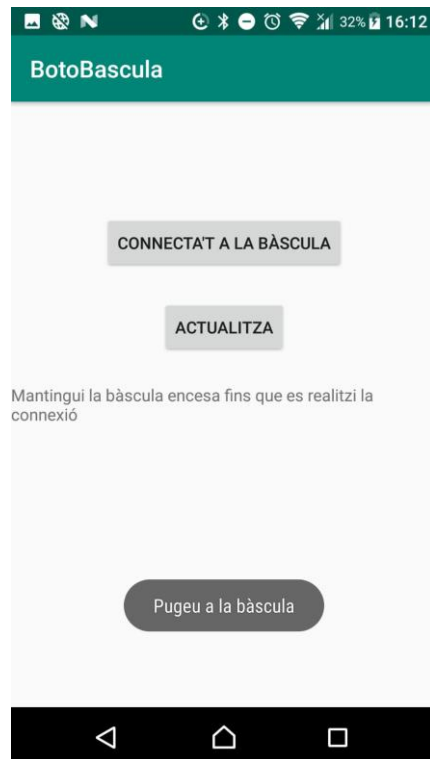 32% 16:12
BotoBascula
CONNECTA'T A LA BÀSCULA
ACTUALITZA
Mantingui la bàscula encesa fins que es realitzi la
connexió
Pugeu a la bàscula